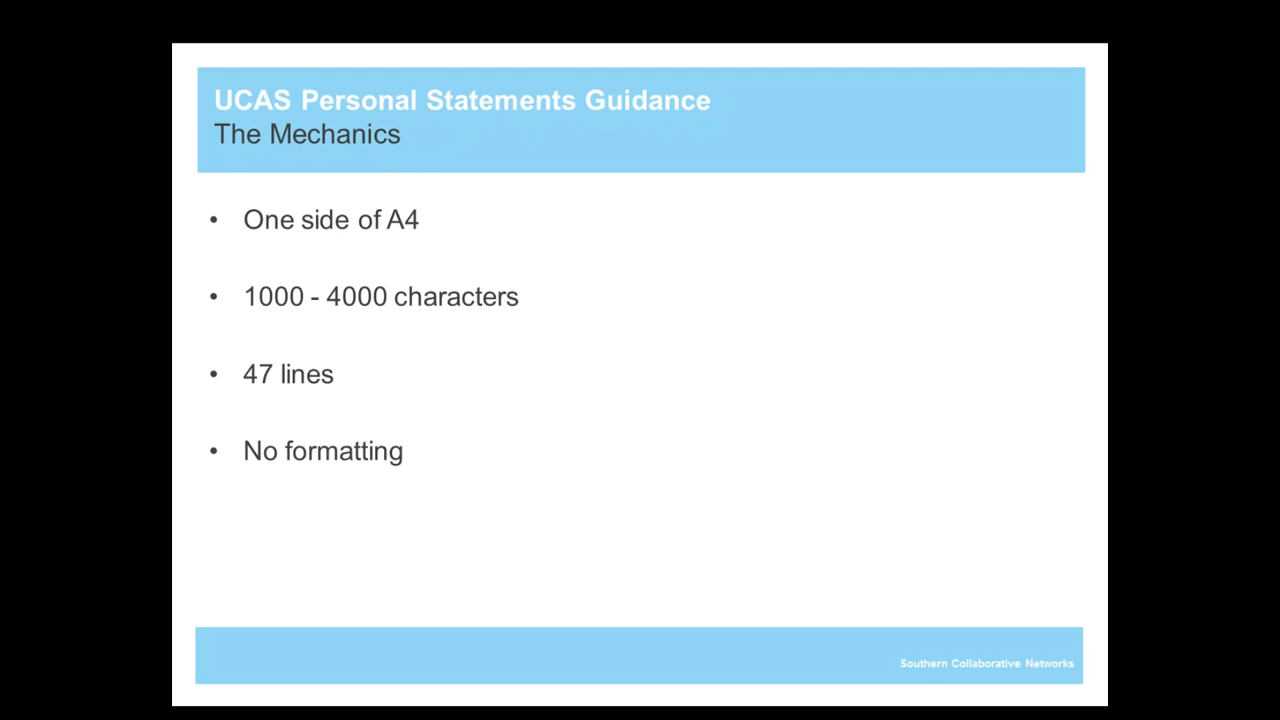 UCAS Personal Statements Guidance
The Mechanics
• One side of A4
• 1000 - 4000 characters
• 47 lines
• No formatting
Southern Collaborative Networks